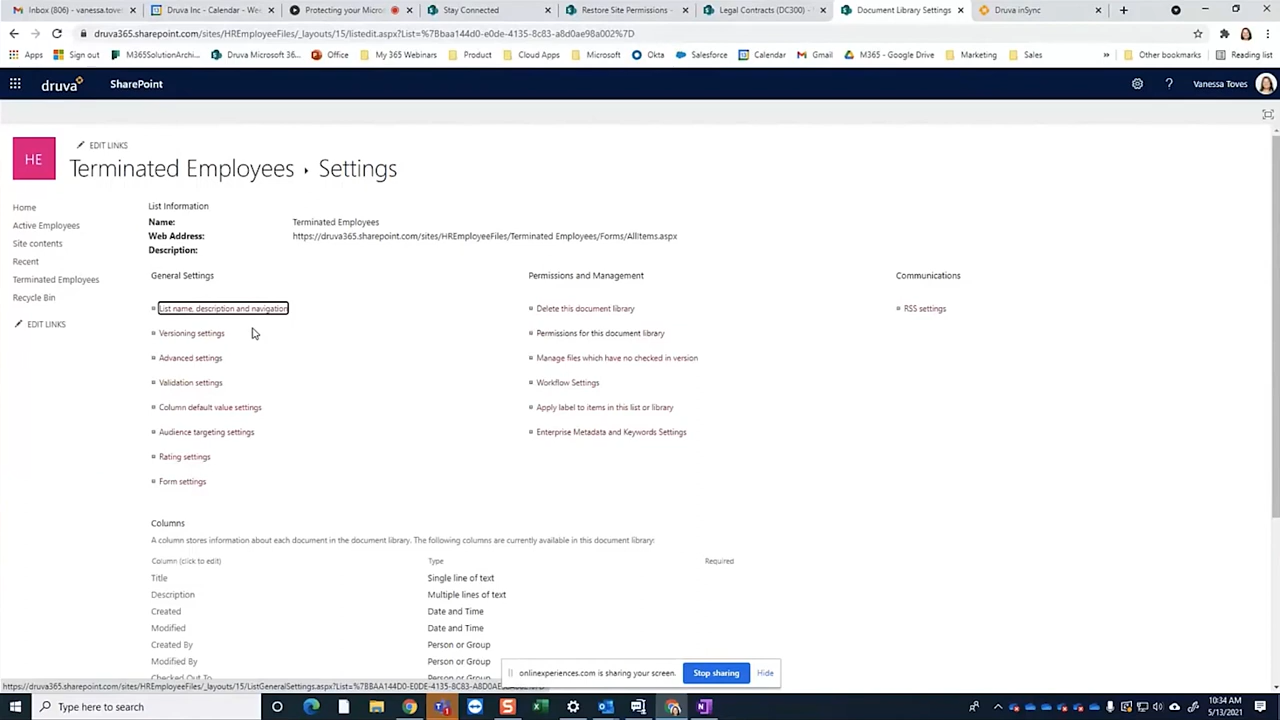 Inbox (806) - vanessa.tove
Druva Inc - Calendar - Wee
Protecting your Micros
Stay Connected
Restore Site Permissions -
Legal Contracts (DC300) -
Document Library Settings
Druva inSync
druva365.sharepoint.com/sites/HREmployeeFiles/_layouts/15/listedit.aspx?List=%7Bbaa144d0-e0de-4135-8c83-a8d0ae98a002%7D
Apps
Sign out
M365SolutionArchi...
Druva Microsoft 36...
Office
My 365 Webinars
Product
Cloud Apps
Microsoft
Okta
Salesforce
Calendar
Gmail
M365 - Google Drive
Marketing
Sales
»
Other bookmarks
Reading list
druva
SharePoint
?
Vanessa Toves
HE
EDIT LINKS
Terminated Employees ▸ Settings
Home
Active Employees
Site contents
Recent
Terminated Employees
Recycle Bin
EDIT LINKS
List Information
Name: Terminated Employees
Web Address: https://druva365.sharepoint.com/sites/HREmployeeFiles/Terminated Employees/Forms/AllItems.aspx
Description:
General Settings
List name, description and navigation
Versioning settings
Advanced settings
Validation settings
Column default value settings
Audience targeting settings
Rating settings
Form settings
Permissions and Management
Delete this document library
Permissions for this document library
Manage files which have no checked in version
Workflow Settings
Apply label to items in this list or library
Enterprise Metadata and Keywords Settings
Communications
RSS settings
Columns
A column stores information about each document in the document library. The following columns are currently available in this document library:
Column (click to edit) Type Required
Title Single line of text
Description Multiple lines of text
Created Date and Time
Modified Date and Time
Created By Person or Group
Modified By Person or Group
Checked Out To
onlinexperiences.com is sharing your screen.
Stop sharing
Hide
Type here to search
10:34 AM
5/13/2021